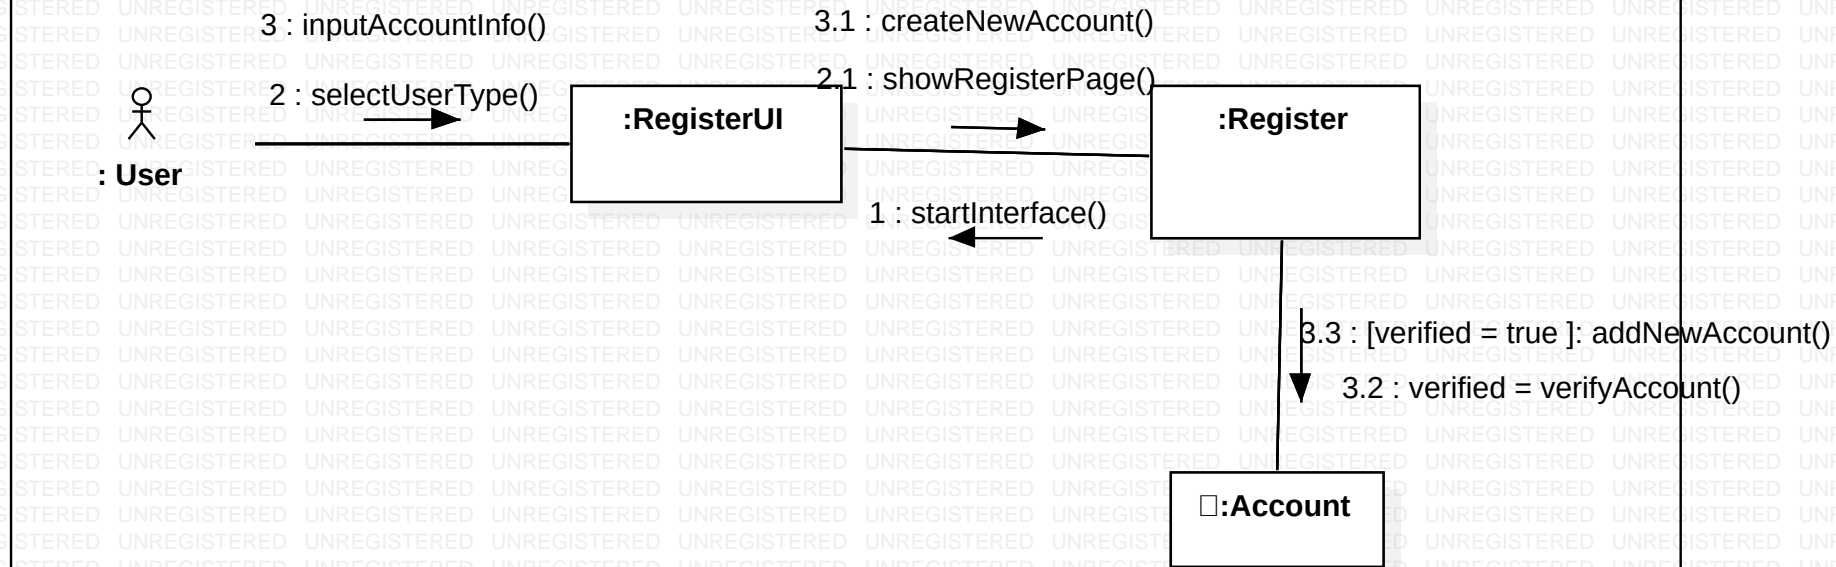 3 : inputAccountInfo()
3.1 : createNewAccount()
2 : selectUserType()
2.1 : showRegisterPage()
:RegisterUI
:Register
: User
1 : startInterface()
3.3 : [verified = true ]: addNewAccount()
3.2 : verified = verifyAccount()
:Account
UNREGISTERED